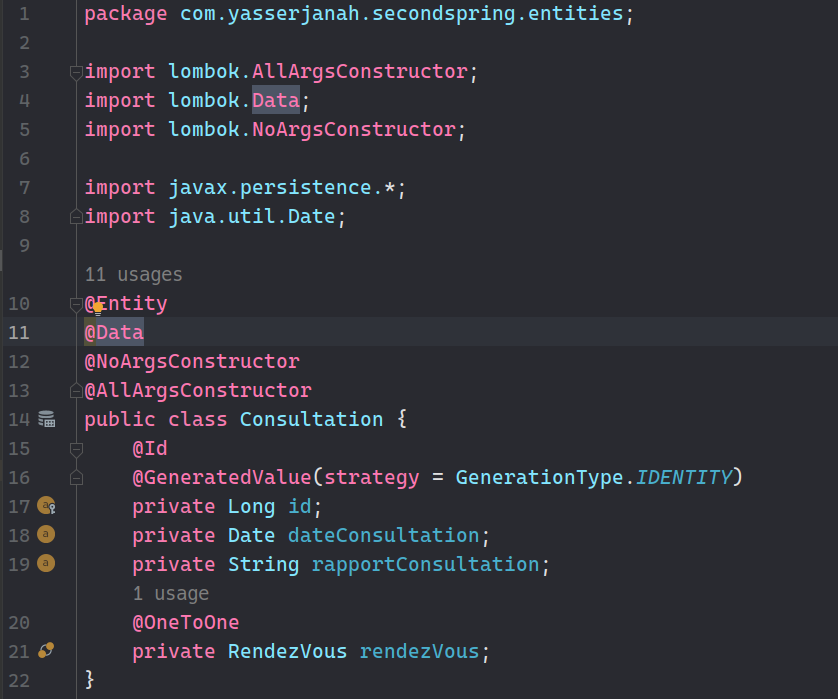 1 package com.yasserjanah.secondspring.entities;
2
3 import lombok.AllArgsConstructor;
4 import lombok.Data;
5 import lombok.NoArgsConstructor;
6
7 import javax.persistence.*;
8 import java.util.Date;
9
11 usages
10 @Entity
11 @Data
12 @NoArgsConstructor
13 @AllArgsConstructor
14 public class Consultation {
15 @Id
16 @GeneratedValue(strategy = GenerationType.IDENTITY)
17 private Long id;
18 private Date dateConsultation;
19 private String rapportConsultation;
1 usage
20 @OneToOne
21 private RendezVous rendezVous;
22 }